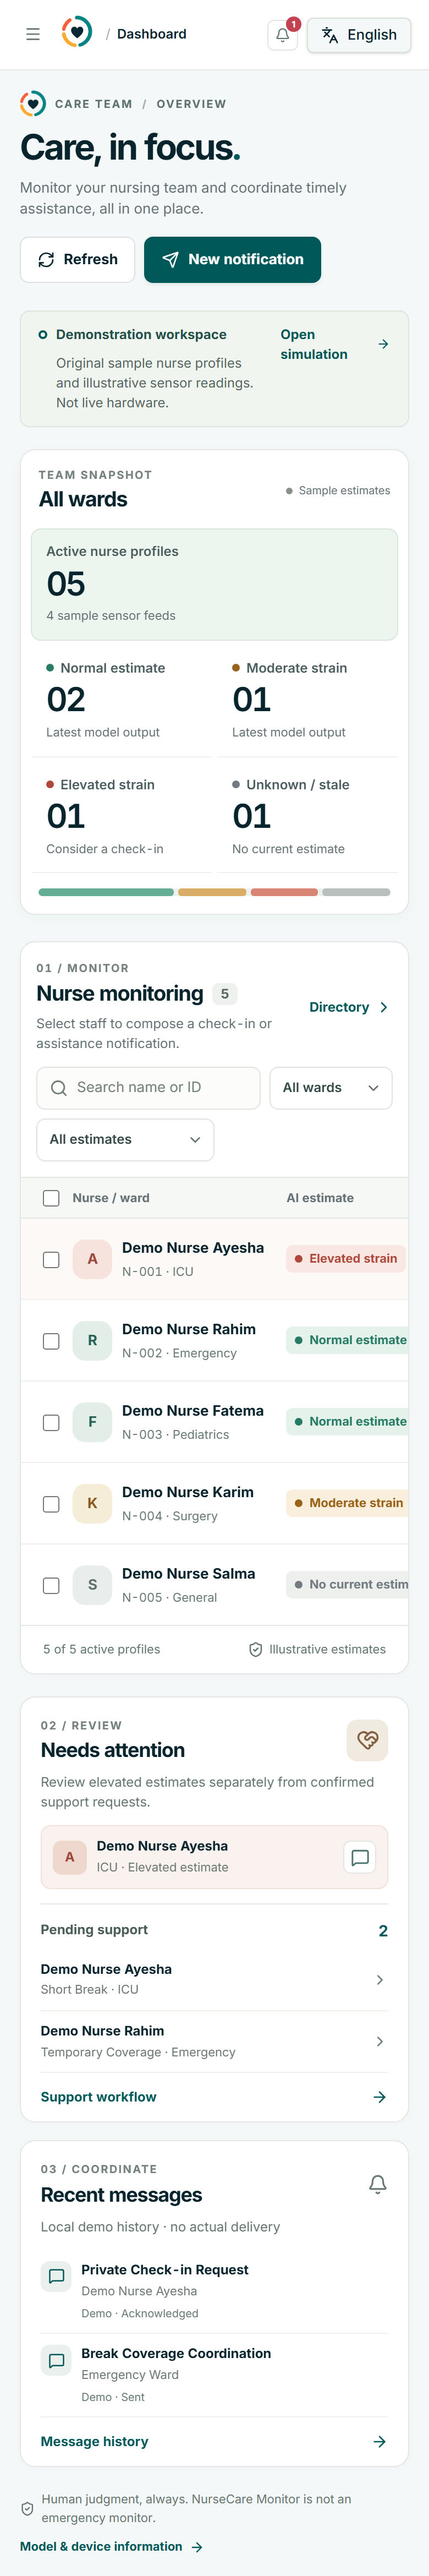 / Dashboard
1
English
CARE TEAM / OVERVIEW
Care, in focus.
Monitor your nursing team and coordinate timely
assistance, all in one place.
Refresh
New notification
Demonstration workspace
Open
simulation
Original sample nurse profiles
and illustrative sensor readings.
Not live hardware.
TEAM SNAPSHOT
All wards
Sample estimates
Active nurse profiles
05
4 sample sensor feeds
Normal estimate
02
Latest model output
Moderate strain
01
Latest model output
Elevated strain
01
Consider a check-in
Unknown / stale
01
No current estimate
01 / MONITOR
Nurse monitoring 5
Directory
Select staff to compose a check-in or
assistance notification.
Search name or ID
All wards
All estimates
Nurse / ward AI estimate
A
Demo Nurse Ayesha
N-001 · ICU
Elevated strain
R
Demo Nurse Rahim
N-002 · Emergency
Normal estimate
F
Demo Nurse Fatema
N-003 · Pediatrics
Normal estimate
K
Demo Nurse Karim
N-004 · Surgery
Moderate strain
S
Demo Nurse Salma
N-005 · General
No current estim
5 of 5 active profiles
Illustrative estimates
02 / REVIEW
Needs attention
Review elevated estimates separately from confirmed
support requests.
A
Demo Nurse Ayesha
ICU · Elevated estimate
Pending support 2
Demo Nurse Ayesha
Short Break · ICU
Demo Nurse Rahim
Temporary Coverage · Emergency
Support workflow
03 / COORDINATE
Recent messages
Local demo history · no actual delivery
Private Check-in Request
Demo Nurse Ayesha
Demo · Acknowledged
Break Coverage Coordination
Emergency Ward
Demo · Sent
Message history
Human judgment, always. NurseCare Monitor is not an
emergency monitor.
Model & device information